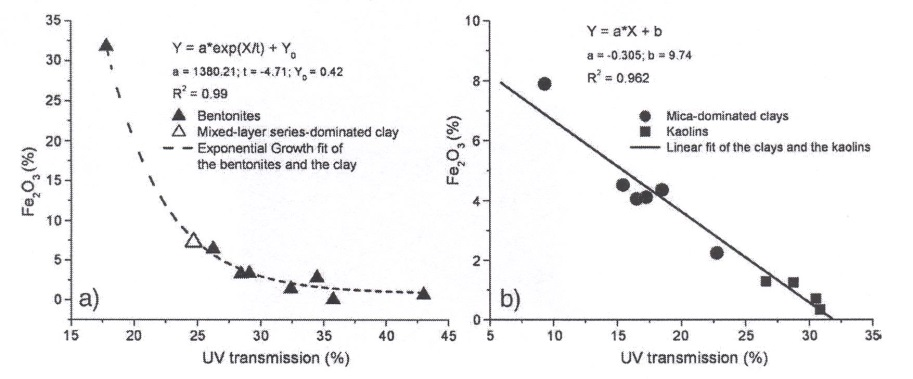 Y = a*exp(X/t) + Y₀
a = 1380.21; t = -4.71; Y₀ = 0.42
R² = 0.99
Bentonites
Mixed-layer series-dominated clay
Exponential Growth fit of
the bentonites and the clay
Fe₂O₃ (%)
35
30
25
20
15
10
5
0
a)
15 20 25 30 35 40 45
UV transmission (%)
Y = a*X + b
a = -0.305; b = 9.74
R² = 0.962
Mica-dominated clays
Kaolins
Linear fit of the clays and the kaolins
Fe₂O₃ (%)
10
8
6
4
2
0
b)
5 10 15 20 25 30 35
UV transmission (%)